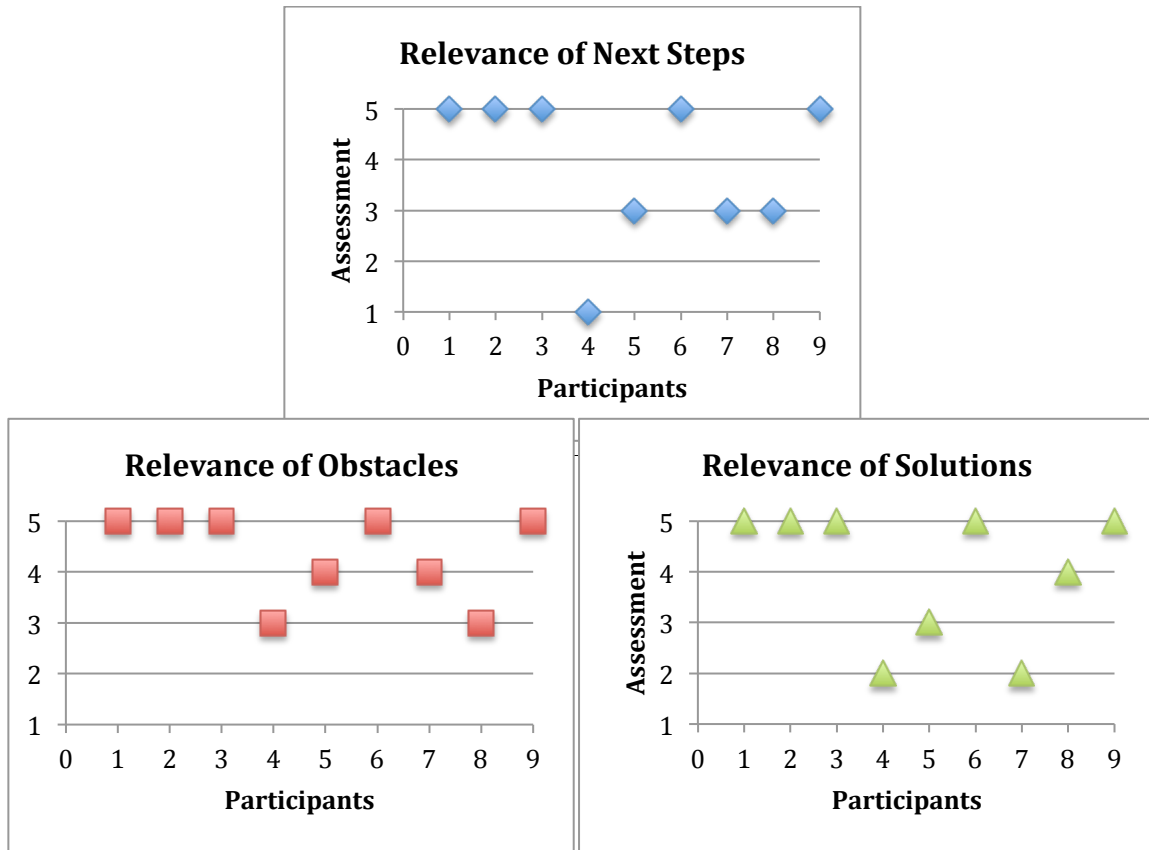 Relevance of Next Steps
Assessment
5
4
3
2
1
0 1 2 3 4 5 6 7 8 9
Participants
Relevance of Obstacles
5
4
3
2
1
0 1 2 3 4 5 6 7 8 9
Participants
Relevance of Solutions
Assessment
5
4
3
2
1
0 1 2 3 4 5 6 7 8 9
Participants